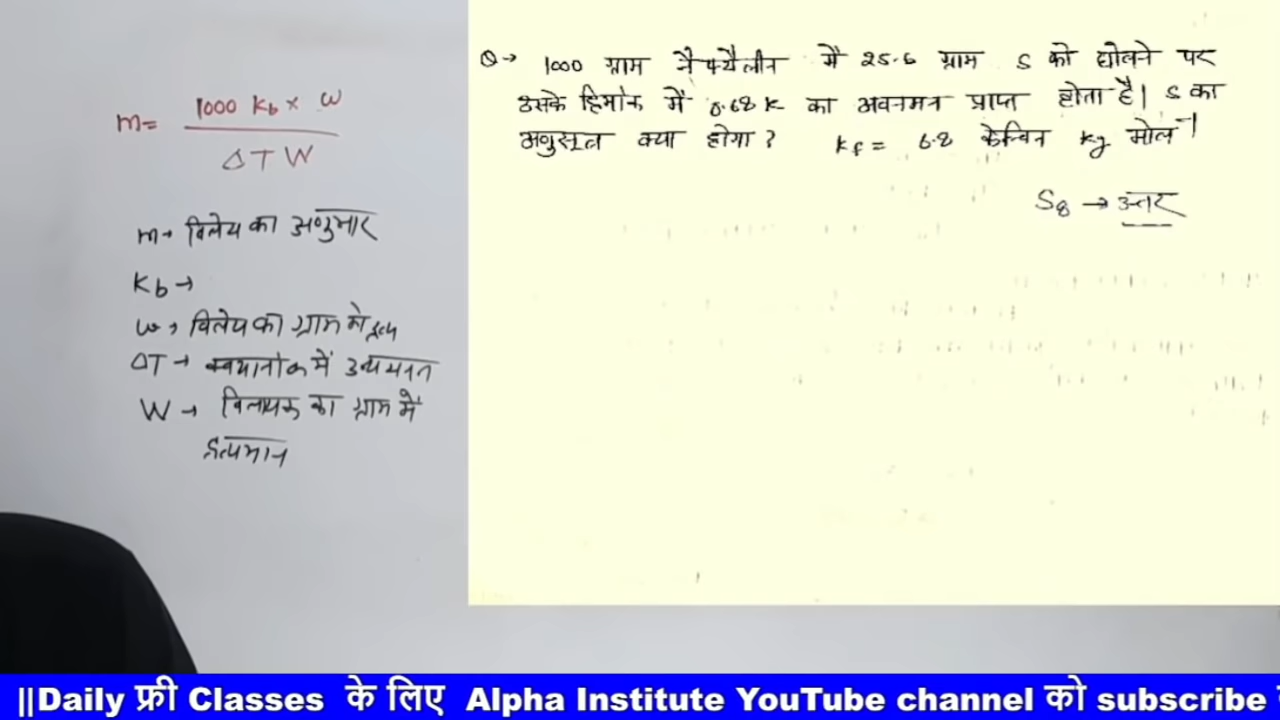 m= 1000 Kb × w
ΔT W
m→ विलेय का अणुभार
Kb →
w → विलेय का ग्राम में द्रव्य
ΔT → क्वथनांक में उन्नयन
W → विलायक का ग्राम में
द्रव्यमान
Q→ 1000 ग्राम नैफ्थैलीन में 25.6 ग्राम S को घोलने पर
उसके हिमांक में 0.68 K का अवनमन प्राप्त होता है। S का
अणुसूत्र क्या होगा? Kf = 6.8 केल्विन Kg मोल⁻¹
S₈ → उत्तर
||Daily फ्री Classes के लिए Alpha Institute YouTube channel को subscribe